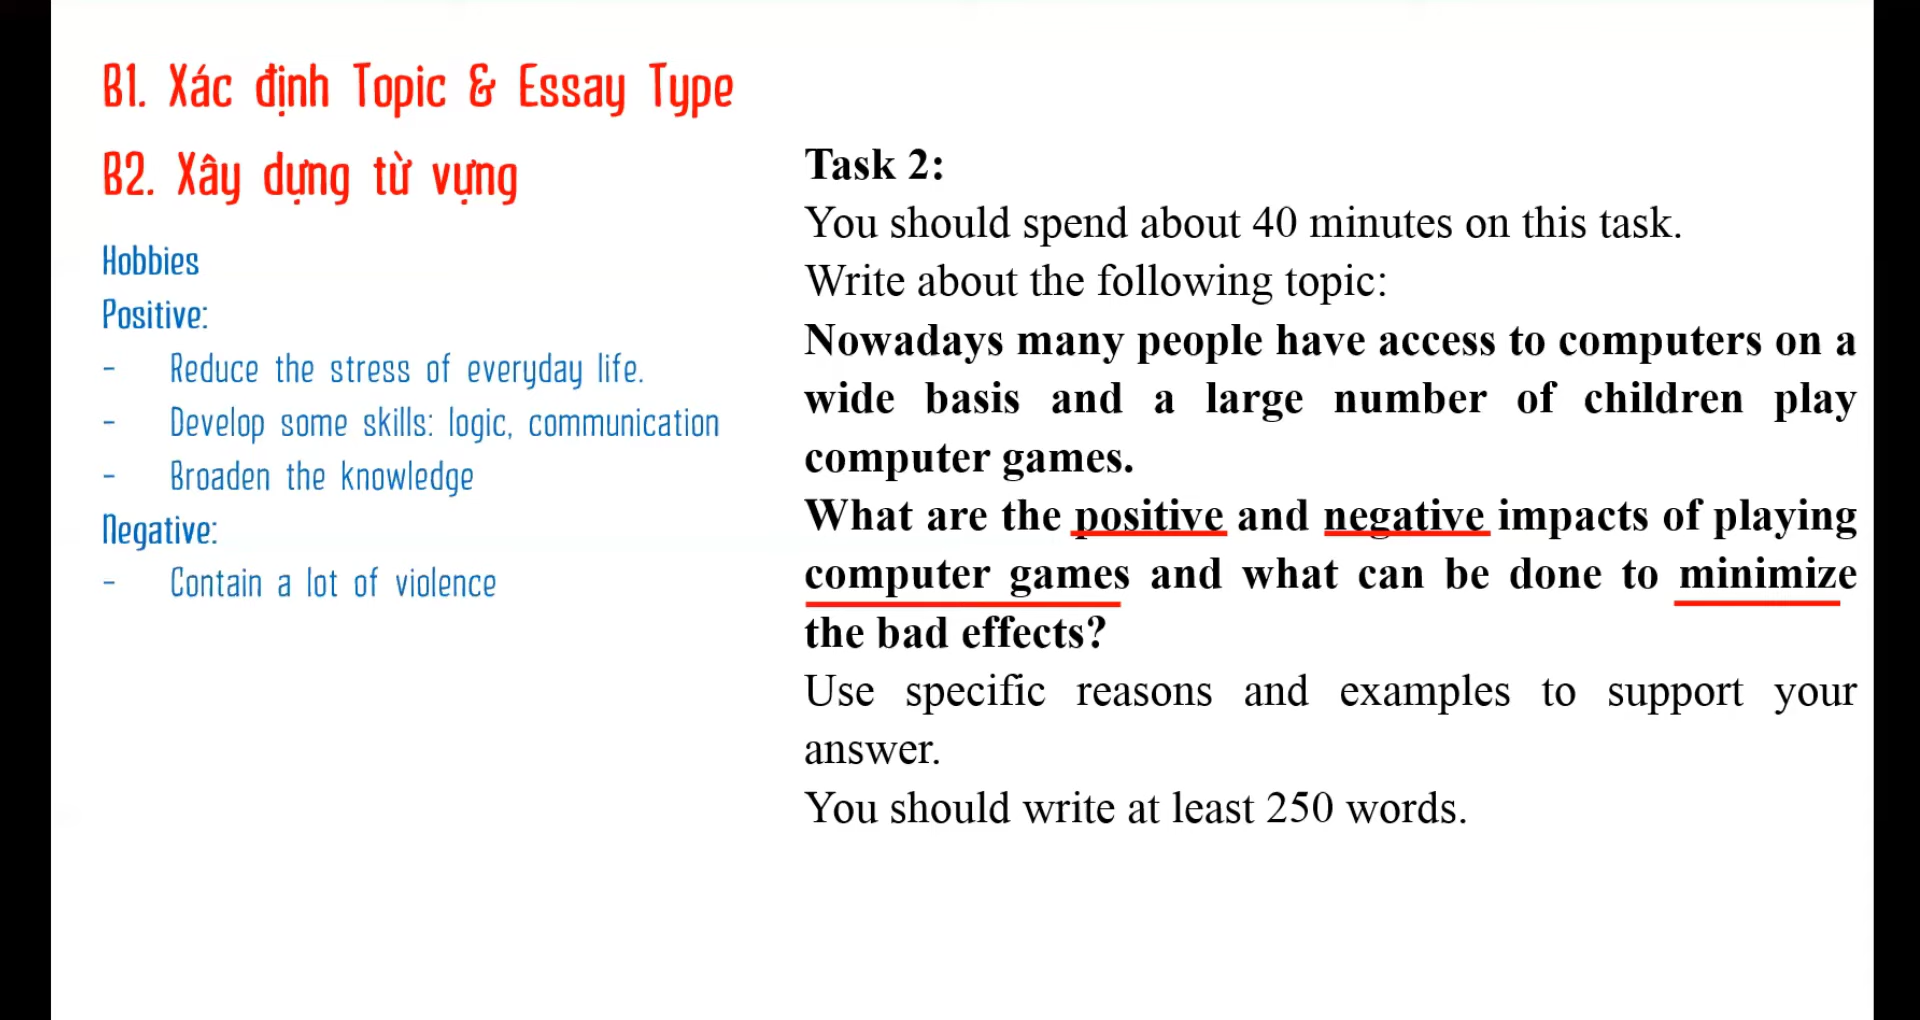 B1. Xác định Topic & Essay Type
B2. Xây dựng từ vựng
Hobbies
Positive:
- Reduce the stress of everyday life.
- Develop some skills: logic, communication
- Broaden the knowledge
Negative:
- Contain a lot of violence
Task 2:
You should spend about 40 minutes on this task.
Write about the following topic:
Nowadays many people have access to computers on a
wide basis and a large number of children play
computer games.
What are the positive and negative impacts of playing
computer games and what can be done to minimize
the bad effects?
Use specific reasons and examples to support your
answer.
You should write at least 250 words.